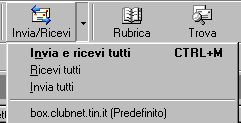 Invia/Ricevi Rubrica Trova
Invia e ricevi tutti CTRL+M
Ricevi tutti
Invia tutti
box.clubnet.tin.it (Predefinito)